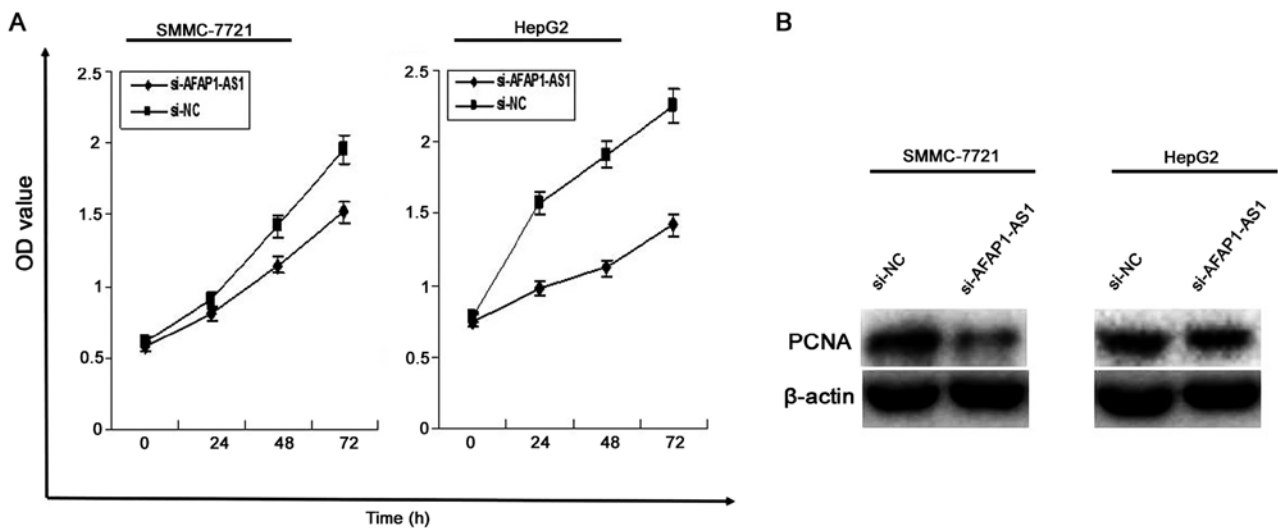 A
SMMC-7721
HepG2
2.5
2
1.5
1
0.5
0
si-AFAP1-AS1
si-NC
0 24 48 72
2.5
2
1.5
1
0.5
0
si-AFAP1-AS1
si-NC
0 24 48 72
OD value
Time (h)
B
SMMC-7721
HepG2
si-NC
si-AFAP1-AS1
si-NC
si-AFAP1-AS1
PCNA
β-actin